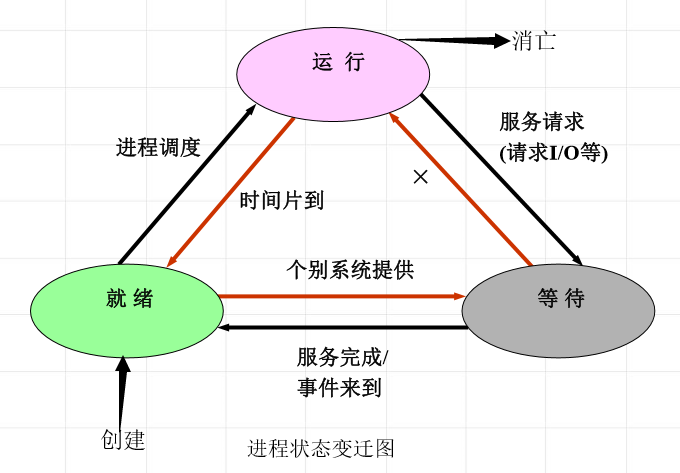 运 行
消亡
服务请求
(请求I/O等)
进程调度
×
时间片到
个别系统提供
就 绪
等 待
服务完成/
事件来到
创建
进程状态变迁图